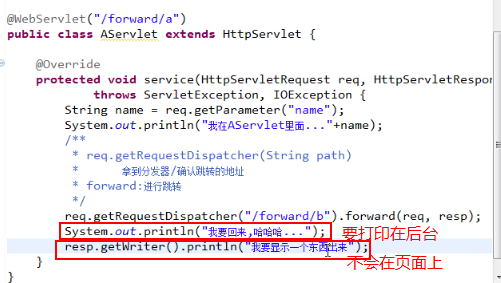 @WebServlet("/forward/a")
public class AServlet extends HttpServlet {
@Override
protected void service(HttpServletRequest req, HttpServletRespon
throws ServletException, IOException {
String name = req.getParameter("name");
System.out.println("我在AServlet里面..."+name);
/**
* req.getRequestDispatcher(String path)
* 拿到分发器/确认跳转的地址
* forward:进行跳转
*/
req.getRequestDispatcher("/forward/b").forward(req, resp);
System.out.println("我要回来,哈哈哈..."); 要打印在后台
resp.getWriter().println("我要显示一个东西出来");
不会在页面上
}
}